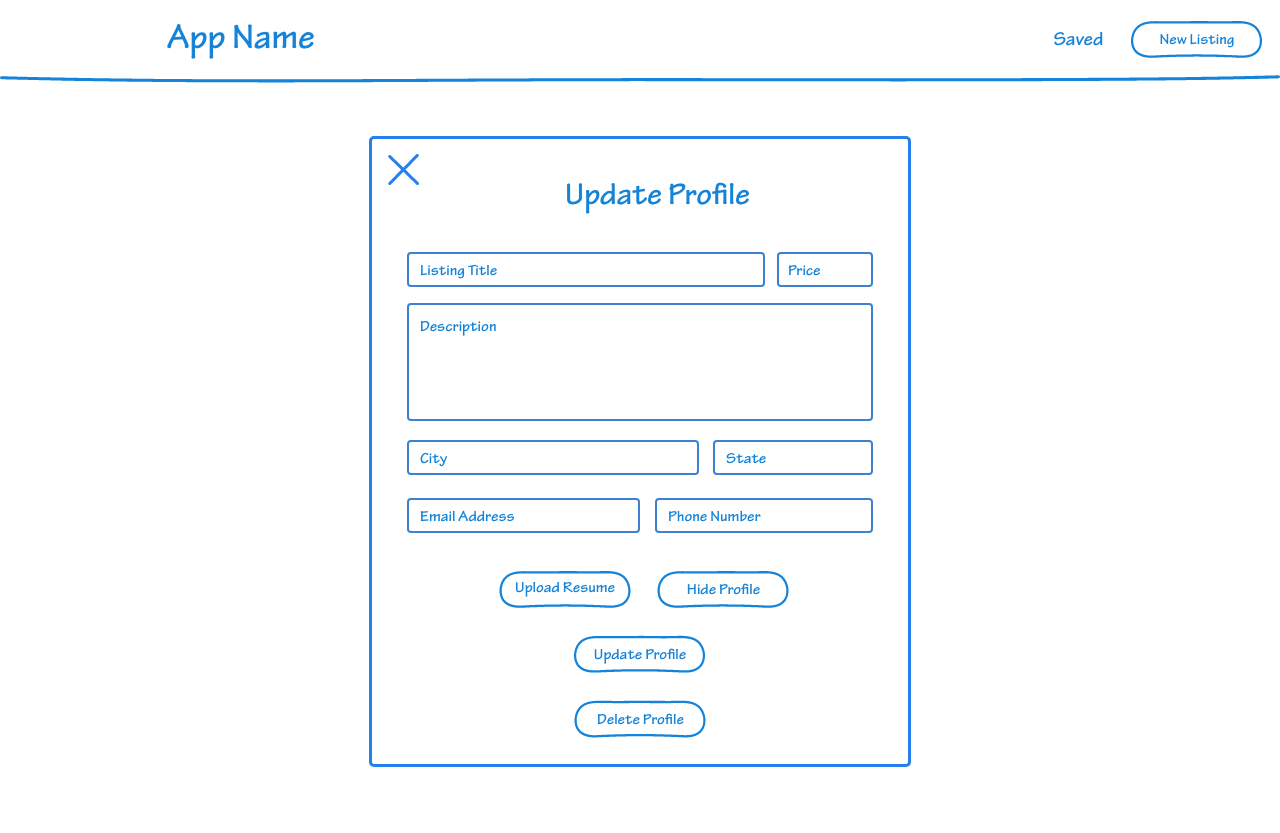 App Name
Saved
New Listing
Update Profile
Listing Title
Price
Description
City
State
Email Address
Phone Number
Upload Resume
Hide Profile
Update Profile
Delete Profile